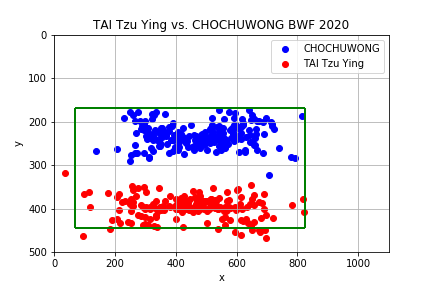 TAI Tzu Ying vs. CHOCHUWONG BWF 2020
CHOCHUWONG
TAI Tzu Ying
0
100
200
300
400
500
y
0 200 400 600 800 1000
x